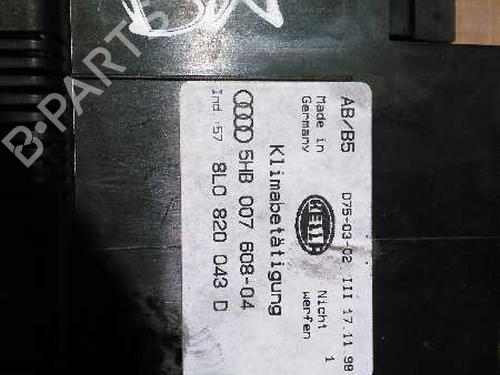 AB/B5
Made in
Germany
D75-03-02 III 17.11.98
HELLA
Nicht
werfen
1
Klimabetätigung
5HB 007 608-04
Ind :57
8L0 820 043 D
B-PARTS